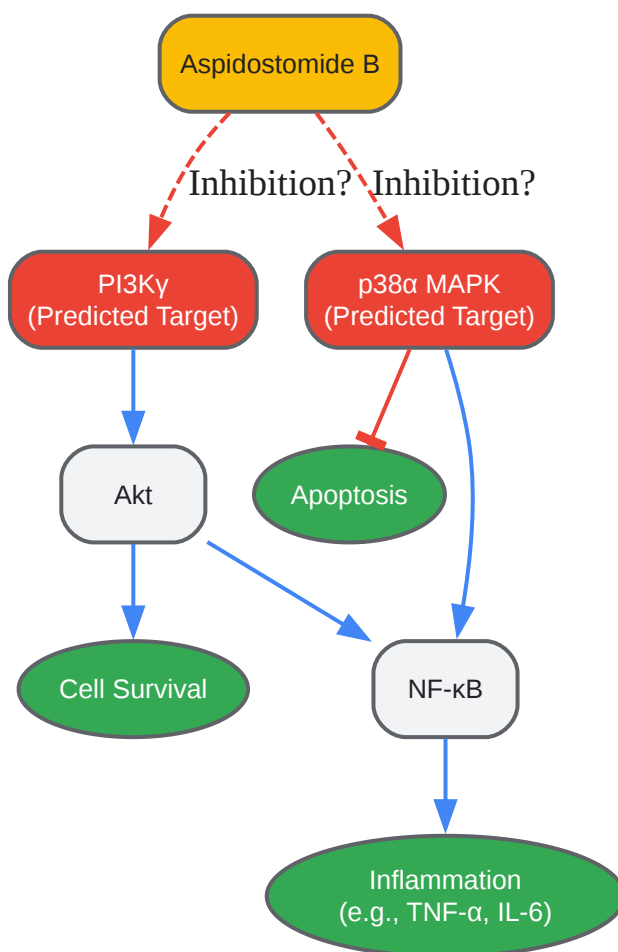 Aspidostomide B
Inhibition?
Inhibition?
PI3Kγ
(Predicted Target)
p38α MAPK
(Predicted Target)
Akt
Apoptosis
Cell Survival
NF-κB
Inflammation
(e.g., TNF-α, IL-6)